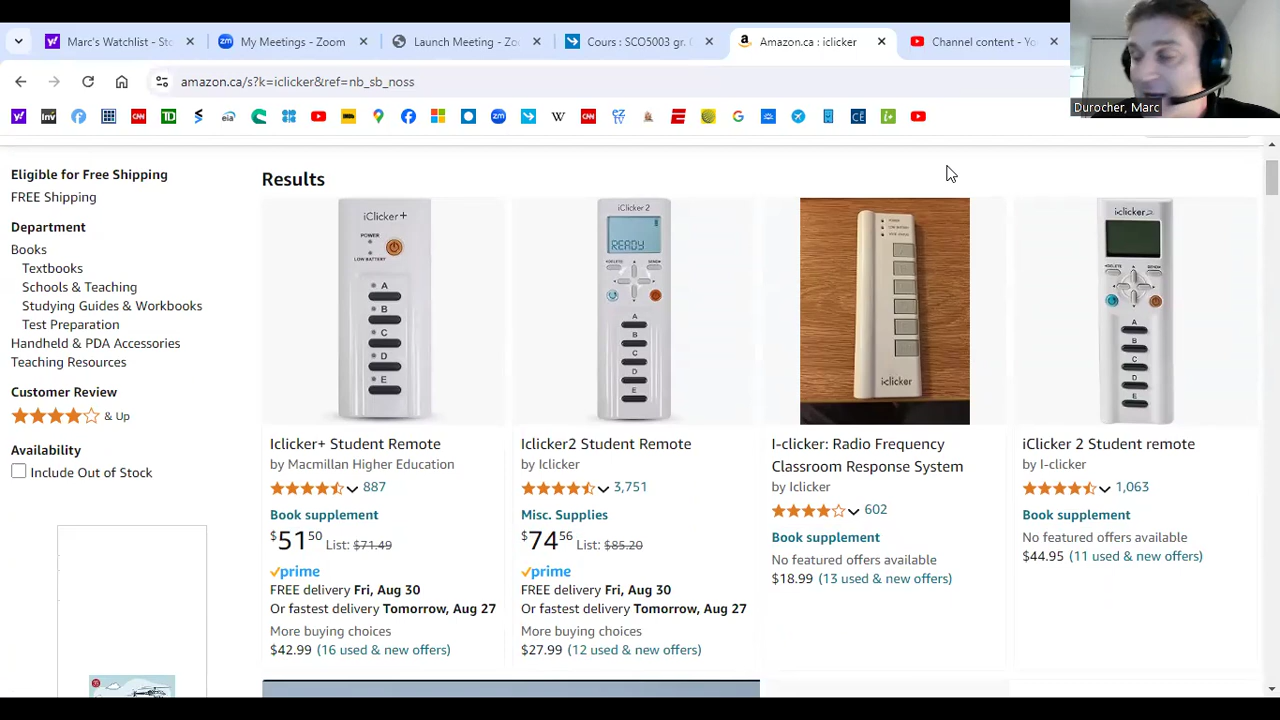 Marc's Watchlist - Sto
My Meetings - Zoom
Launch Meeting - Zo
Cours : SCO5003 gr. (
Amazon.ca : iclicker
Channel content - Yo
amazon.ca/s?k=iclicker&ref=nb_sb_noss
Durocher, Marc
Eligible for Free Shipping
FREE Shipping
Department
Books
Textbooks
Schools & Teaching
Studying Guides & Workbooks
Test Preparation
Handheld & PDA Accessories
Teaching Resources
Customer Review
& Up
Availability
Include Out of Stock
Results
iClicker+
POWER
LOW BATTERY
A
B
C
D
E
Iclicker+ Student Remote
by Macmillan Higher Education
887
Book supplement
$51 50 List: $71.49
prime
FREE delivery Fri, Aug 30
Or fastest delivery Tomorrow, Aug 27
More buying choices
$42.99 (16 used & new offers)
iClicker 2
READY
A
B
C
D
E
Iclicker2 Student Remote
by Iclicker
3,751
Misc. Supplies
$74 56 List: $85.20
prime
FREE delivery Fri, Aug 30
Or fastest delivery Tomorrow, Aug 27
More buying choices
$27.99 (12 used & new offers)
POWER
LOW BATTERY
iclicker
I-clicker: Radio Frequency
Classroom Response System
by Iclicker
602
Book supplement
No featured offers available
$18.99 (13 used & new offers)
iclicker
A
B
C
D
E
iClicker 2 Student remote
by I-clicker
1,063
Book supplement
No featured offers available
$44.95 (11 used & new offers)